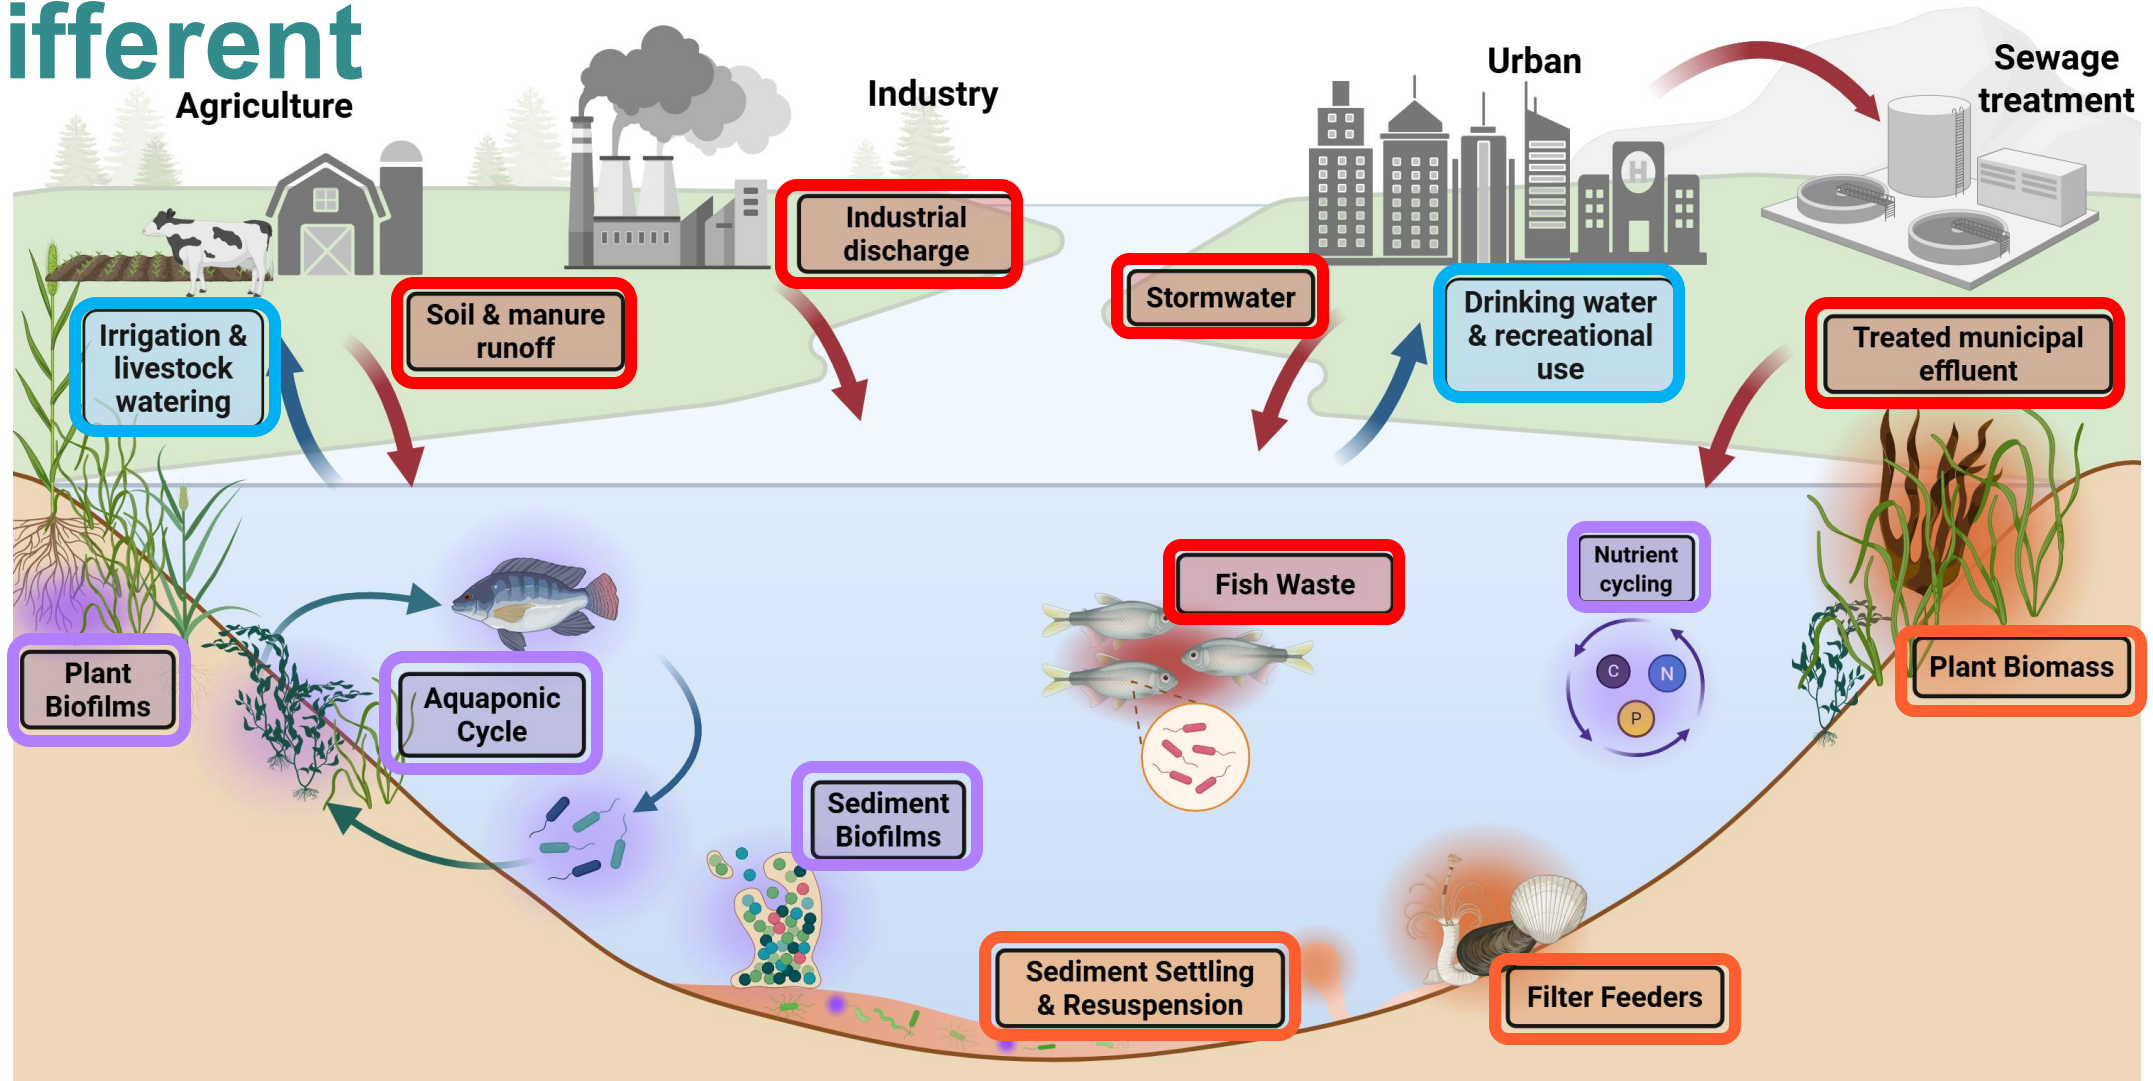 ifferent
Agriculture
Industry
Urban
Sewage
treatment
H
Industrial
discharge
Soil & manure
runoff
Stormwater
Drinking water
& recreational
use
Irrigation &
livestock
watering
Treated municipal
effluent
Fish Waste
Nutrient
cycling
C
N
P
Plant
Biofilms
Aquaponic
Cycle
Plant Biomass
Sediment
Biofilms
Sediment Settling
& Resuspension
Filter Feeders